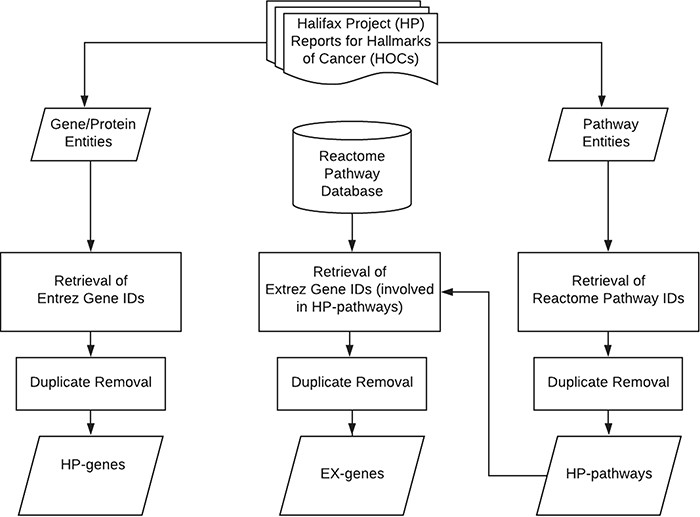 Halifax Project (HP)
Reports for Hallmarks
of Cancer (HOCs)
Gene/Protein
Entities
Reactome
Pathway
Database
Pathway
Entities
Retrieval of
Entrez Gene IDs
Retrieval of
Extrez Gene IDs (involved
in HP-pathways)
Retrieval of
Reactome Pathway IDs
Duplicate Removal
Duplicate Removal
Duplicate Removal
HP-genes
EX-genes
HP-pathways